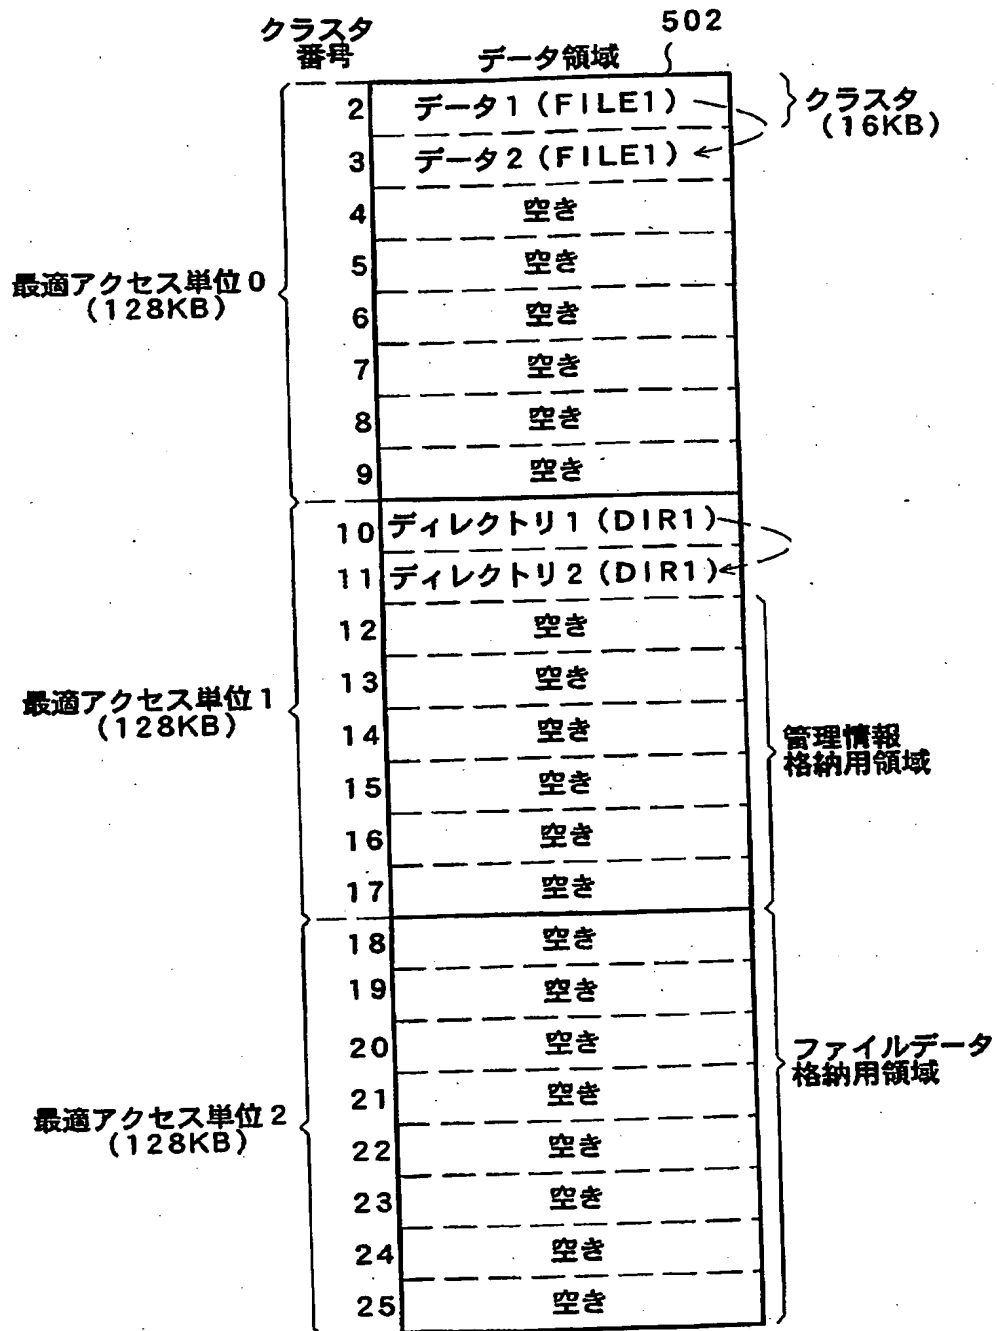 502
クラスタ
番号
データ領域
2 データ1(FILE1)
クラスタ
(16KB)
3 データ2(FILE1)
4 空き
5 空き
最適アクセス単位0
(128KB)
6 空き
7 空き
8 空き
9 空き
10 ディレクトリ1(DIR1)
11 ディレクトリ2(DIR1)
12 空き
13 空き
最適アクセス単位1
(128KB)
14 空き
管理情報
格納用領域
15 空き
16 空き
17 空き
18 空き
19 空き
20 空き
ファイルデータ
格納用領域
21 空き
最適アクセス単位2
(128KB)
22 空き
23 空き
24 空き
25 空き